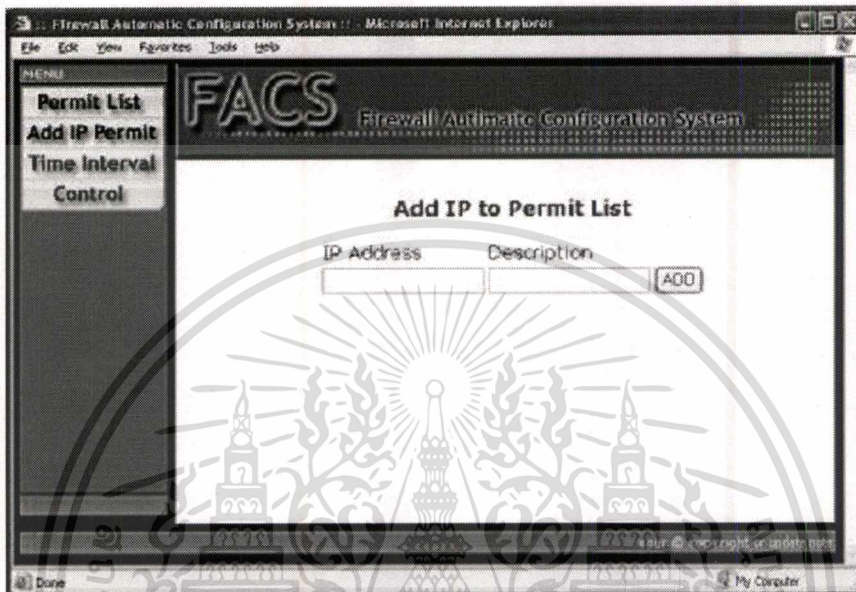 :: Firewall Automatic Configuration System :: - Microsoft Internet Explorer
File Edit View Favorites Tools Help
MENU
Permit List
Add IP Permit
Time Interval
Control
FACS
Firewall Autimaitc Configuration System
Add IP to Permit List
IP Address Description
ADD
Done
My Computer